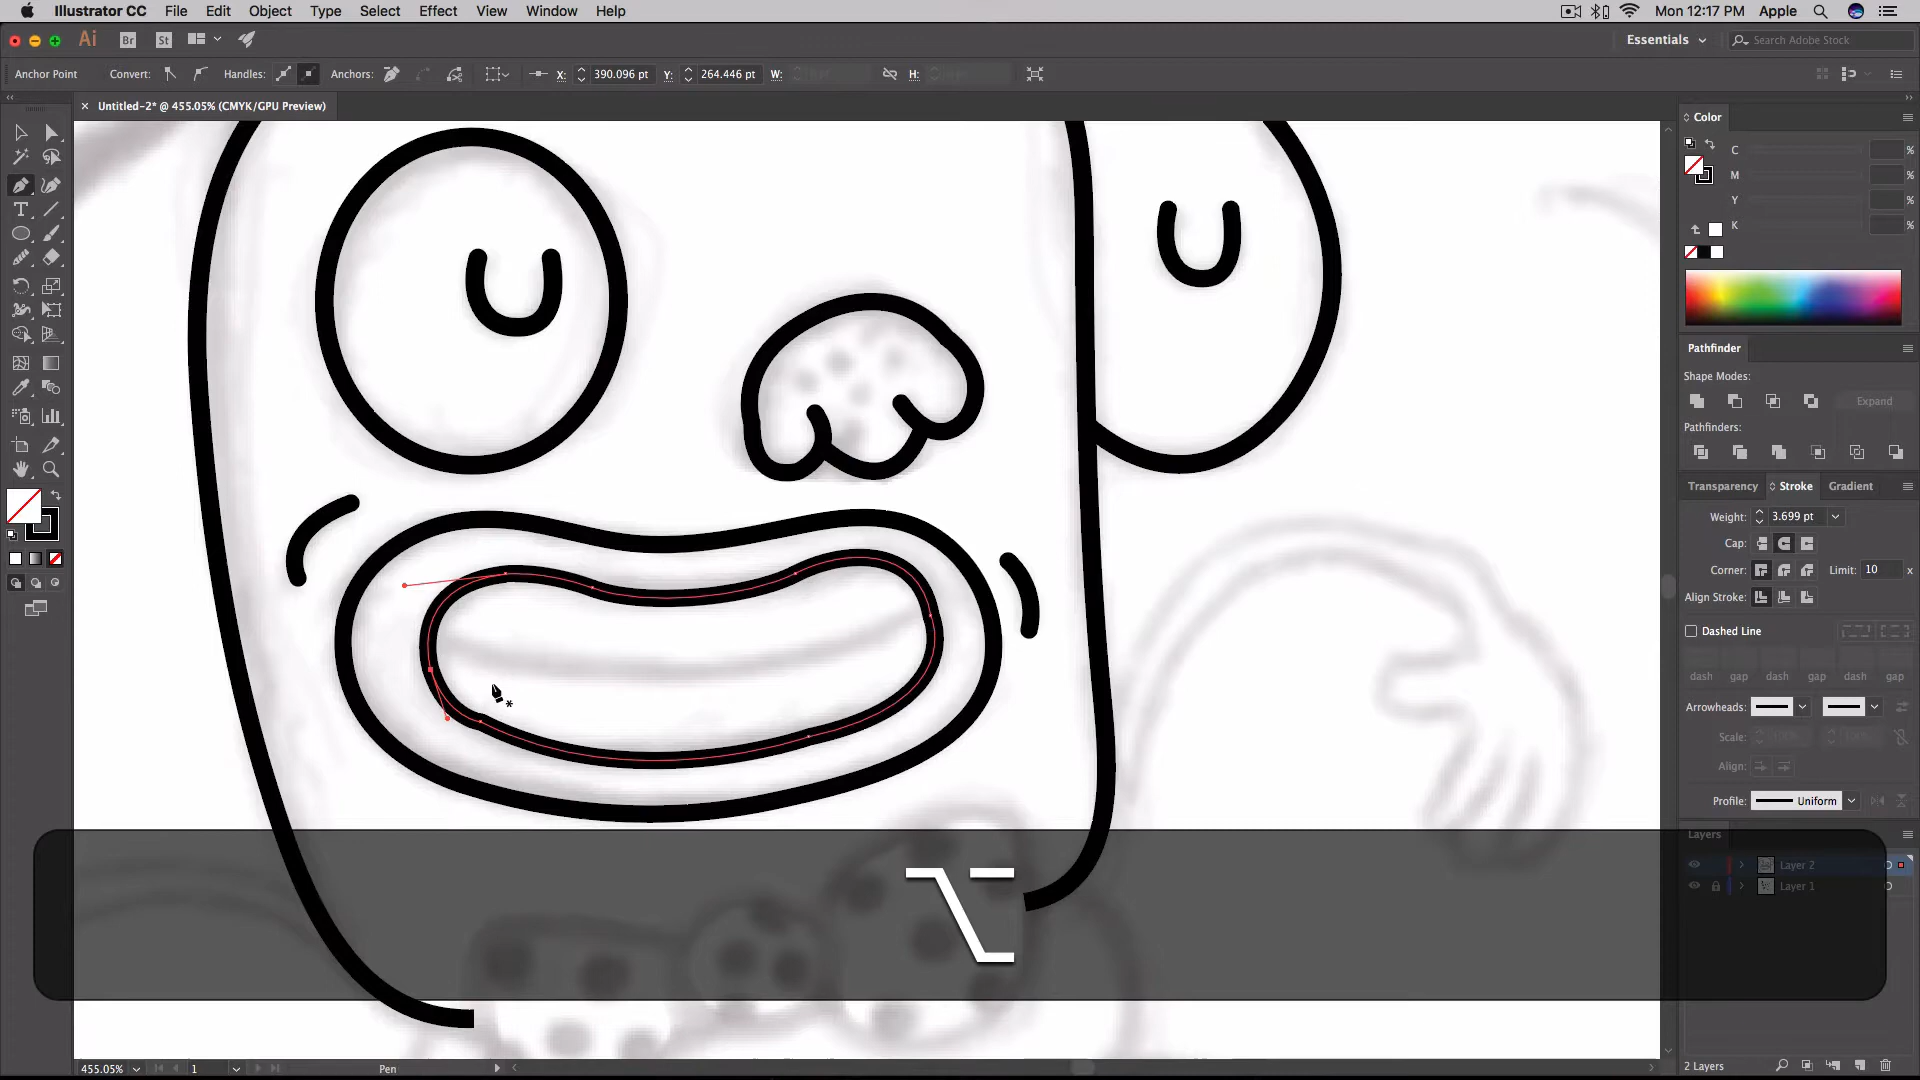 Illustrator CC File Edit Object Type Select Effect View Window Help Mon 12:17 PM Apple
Ai Br St Essentials Search Adobe Stock
Anchor Point Convert: Handles: Anchors: X: 390.096 pt Y: 264.446 pt W: H:
× Untitled-2* @ 455.05% (CMYK/GPU Preview)
Color
C %
M %
Y %
K %
Pathfinder
Shape Modes:
Expand
Pathfinders:
Transparency Stroke Gradient
Weight: 3.699 pt
Cap:
Corner: Limit: 10 x
Align Stroke:
Dashed Line
dash gap dash gap dash gap
Arrowheads:
Scale: 100% 100%
Align:
Profile: Uniform
Layers
Layer 2
Layer 1
455.05% 1 Pen 2 Layers